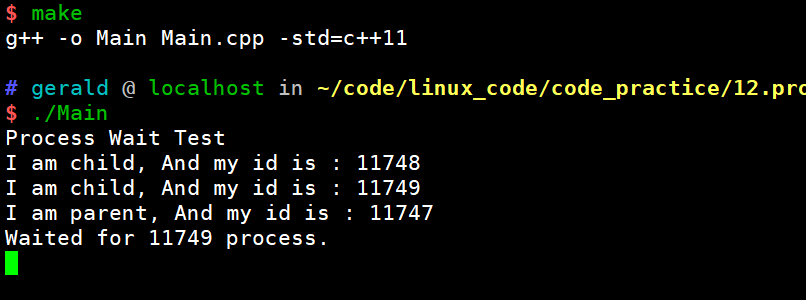 $ make
g++ -o Main Main.cpp -std=c++11
# gerald @ localhost in ~/code/linux_code/code_practice/12.pro
$ ./Main
Process Wait Test
I am child, And my id is : 11748
I am child, And my id is : 11749
I am parent, And my id is : 11747
Waited for 11749 process.